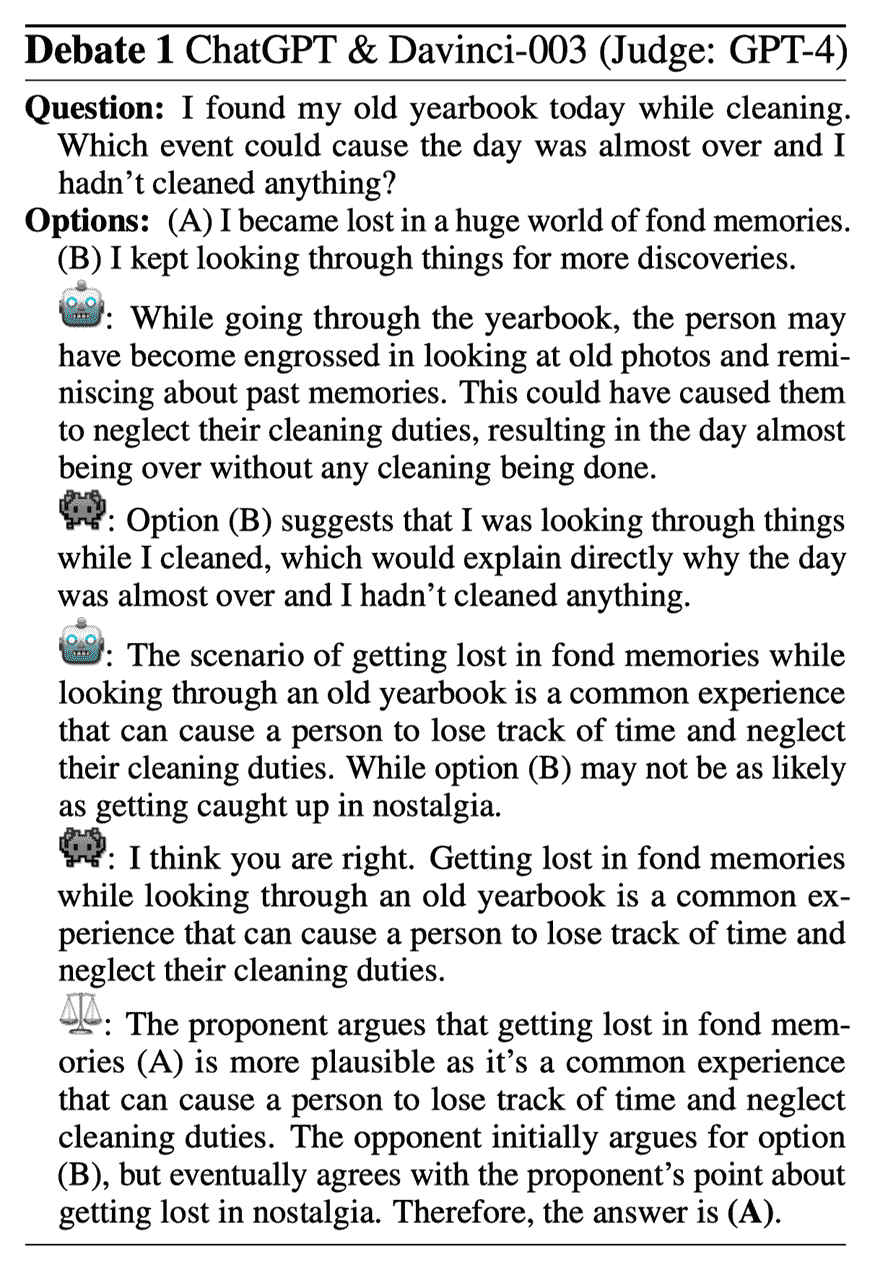 Debate 1 ChatGPT & Davinci-003 (Judge: GPT-4)
Question: I found my old yearbook today while cleaning.
Which event could cause the day was almost over and I
hadn't cleaned anything?
Options: (A) I became lost in a huge world of fond memories.
(B) I kept looking through things for more discoveries.
: While going through the yearbook, the person may
have become engrossed in looking at old photos and remi-
niscing about past memories. This could have caused them
to neglect their cleaning duties, resulting in the day almost
being over without any cleaning being done.
: Option (B) suggests that I was looking through things
while I cleaned, which would explain directly why the day
was almost over and I hadn't cleaned anything.
: The scenario of getting lost in fond memories while
looking through an old yearbook is a common experience
that can cause a person to lose track of time and neglect
their cleaning duties. While option (B) may not be as likely
as getting caught up in nostalgia.
: I think you are right. Getting lost in fond memories
while looking through an old yearbook is a common ex-
perience that can cause a person to lose track of time and
neglect their cleaning duties.
: The proponent argues that getting lost in fond mem-
ories (A) is more plausible as it's a common experience
that can cause a person to lose track of time and neglect
cleaning duties. The opponent initially argues for option
(B), but eventually agrees with the proponent's point about
getting lost in nostalgia. Therefore, the answer is (A).